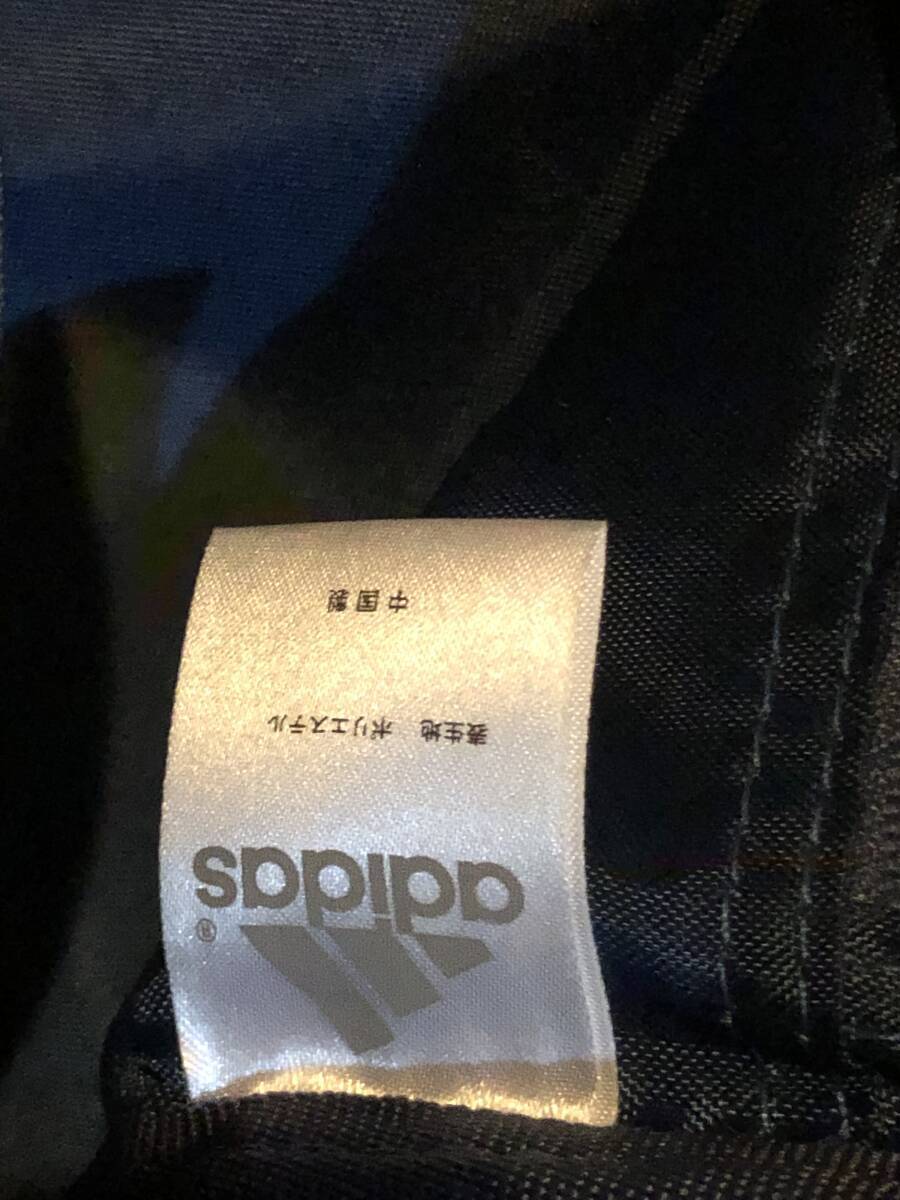 adidas®
表生地 ポリエステル
中国製